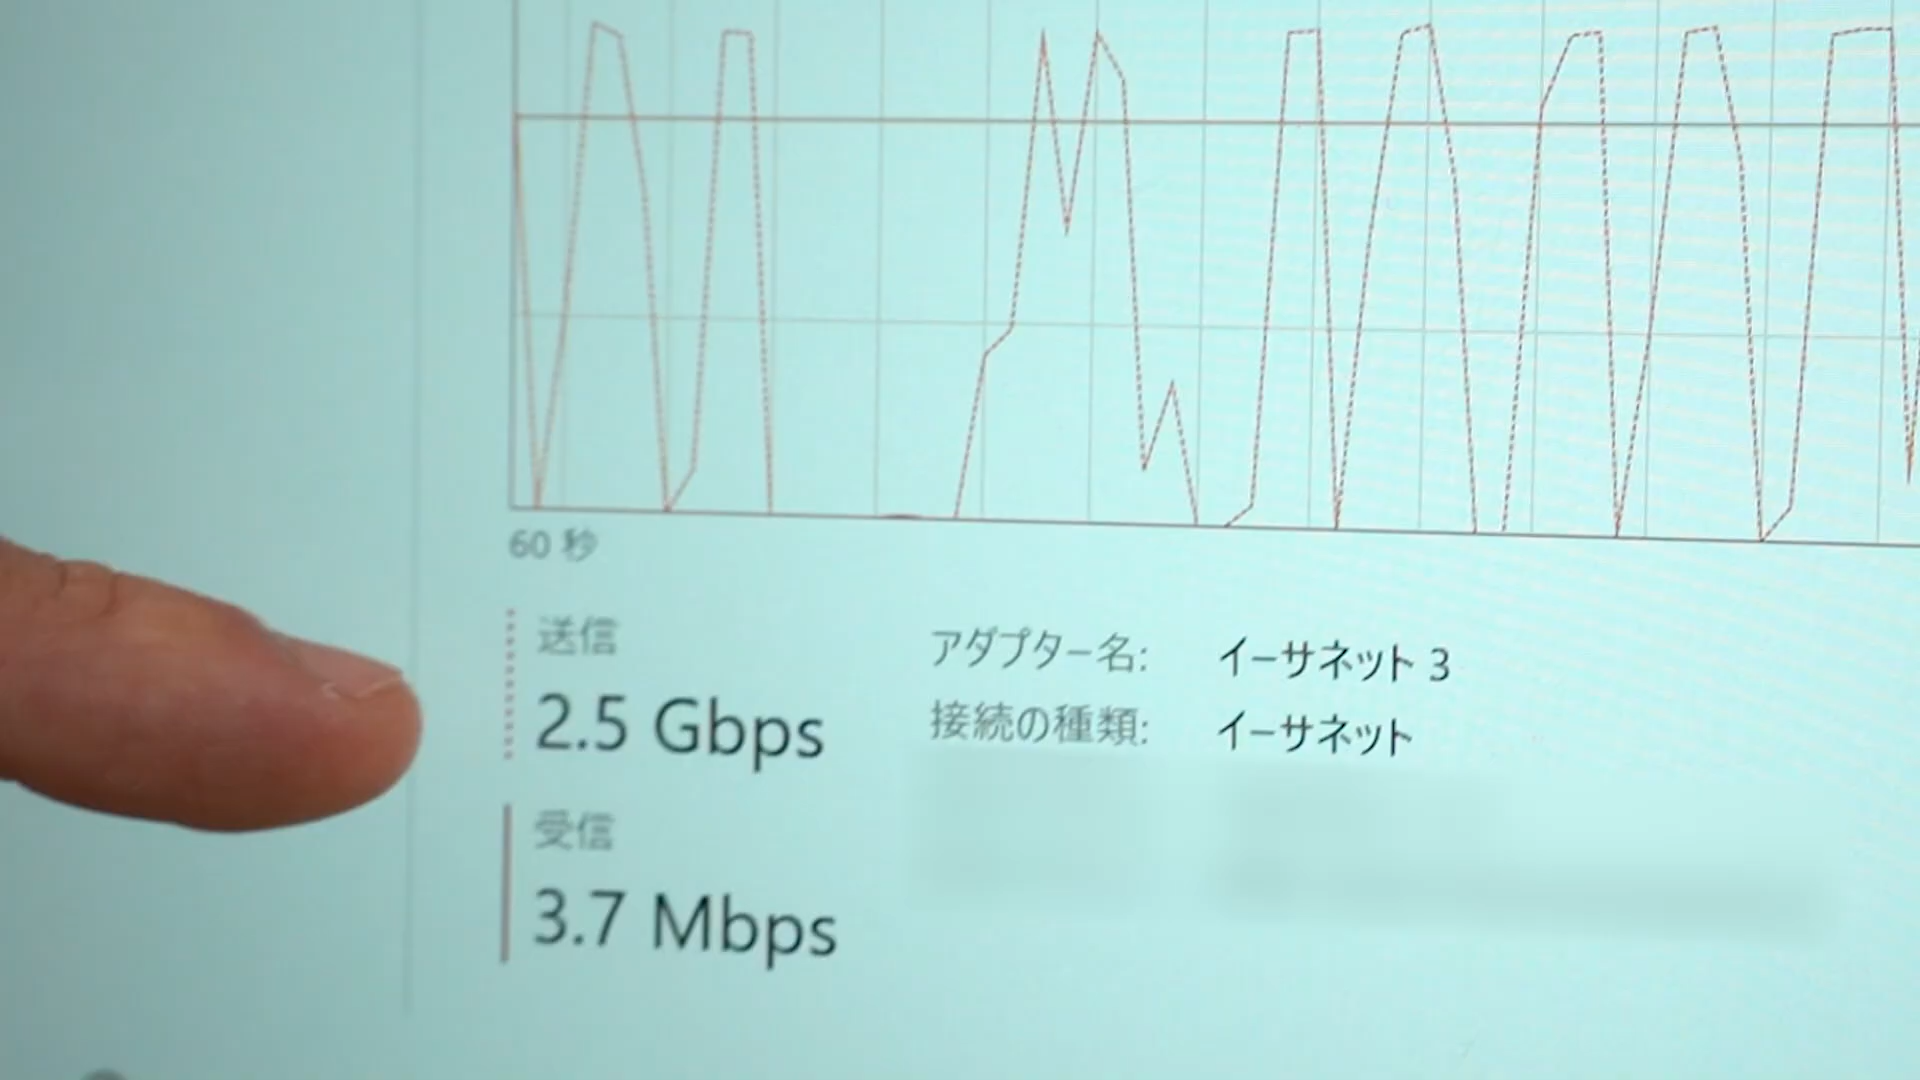 60 秒
送信
2.5 Gbps
受信
3.7 Mbps
アダプター名: イーサネット 3
接続の種類: イーサネット